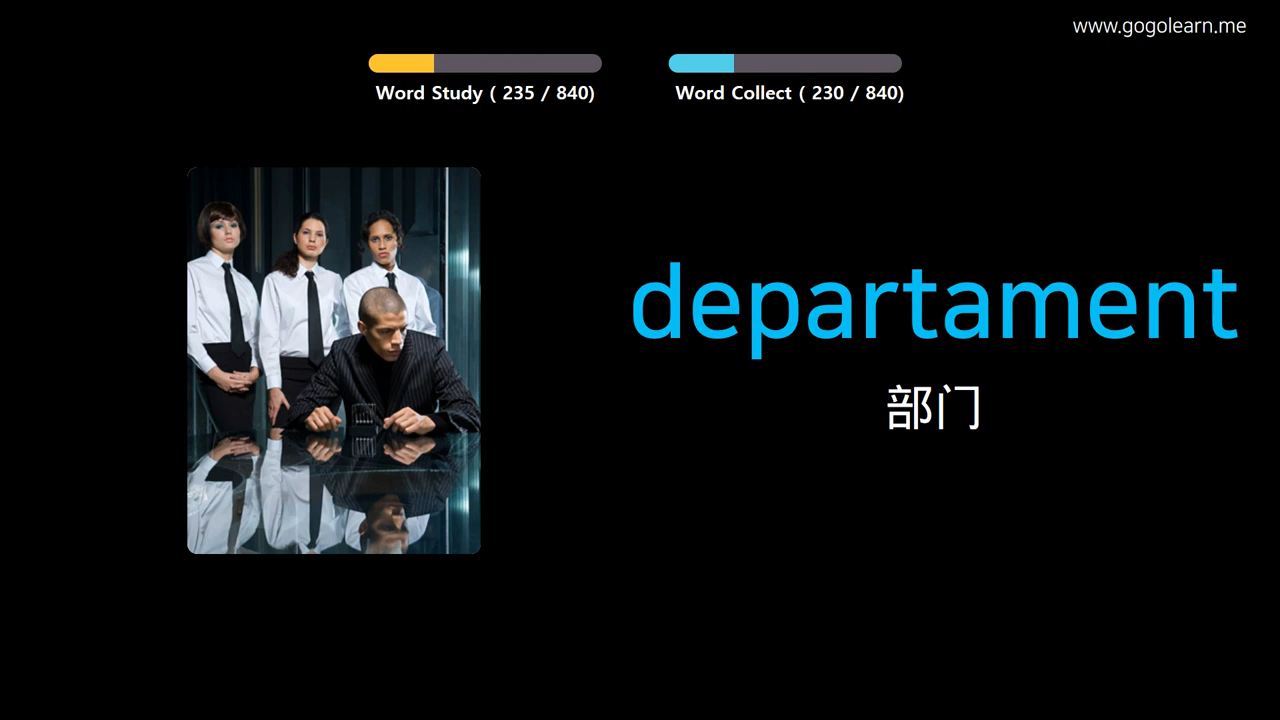 www.gogolearn.me
Word Study ( 235 / 840)
Word Collect ( 230 / 840)
departament
部门